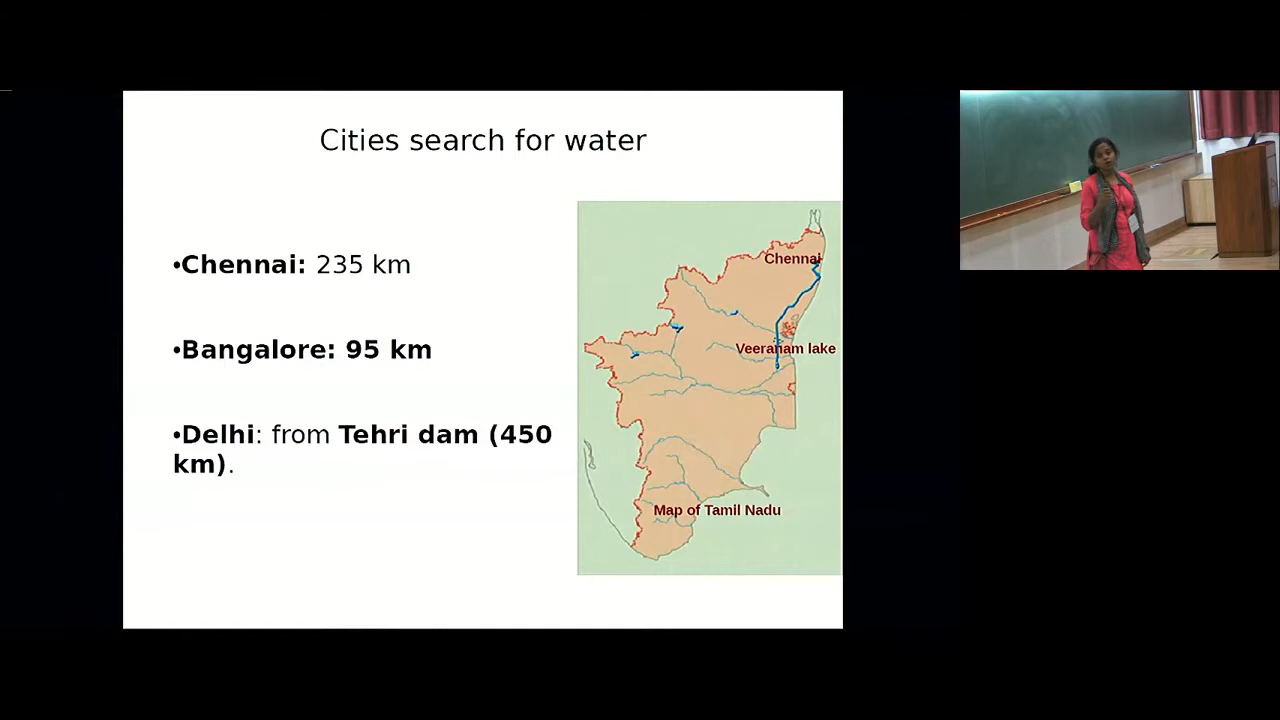 Cities search for water
•Chennai: 235 km
•Bangalore: 95 km
•Delhi: from Tehri dam (450
km).
Chennai
Veeranam lake
Map of Tamil Nadu